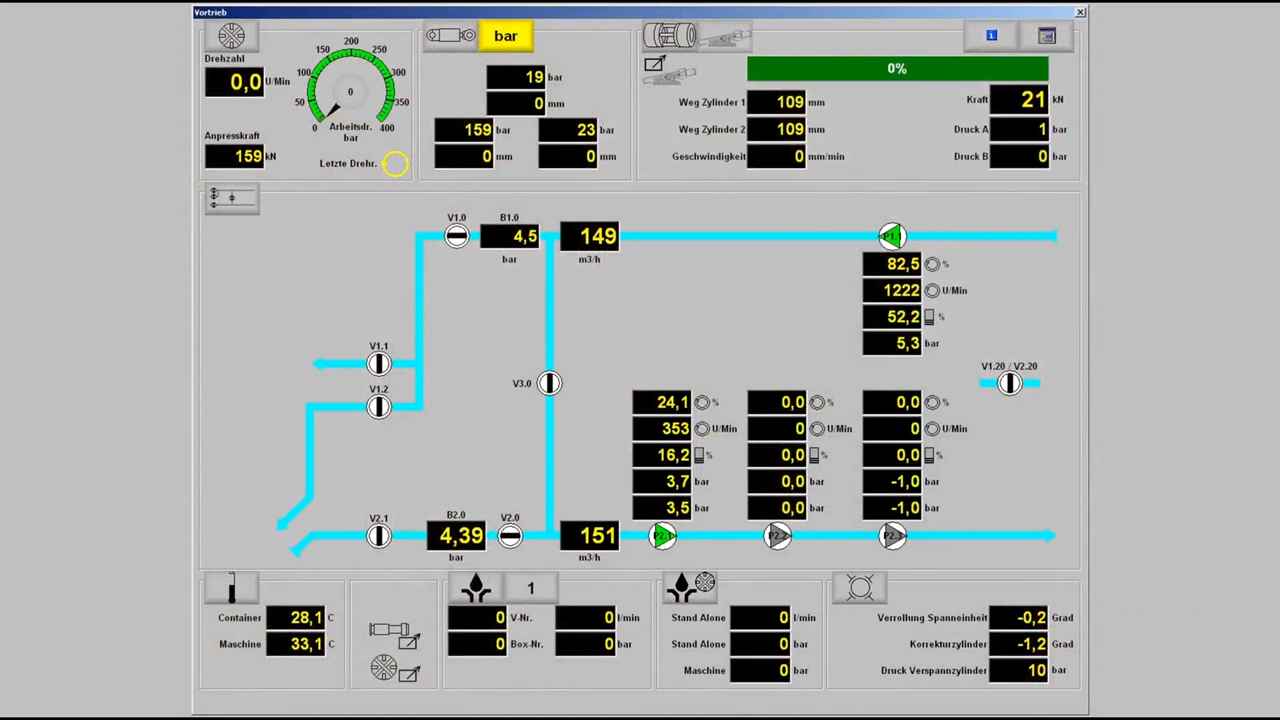 Vortrieb
Drehzahl
0,0 U/Min
Anpresskraft
159 kN
0 50 100 150 200 250 300 350 400
0
Arbeitsdr.
bar
Letzte Drehr.
bar
19 bar
0 mm
159 bar 23 bar
0 mm 0 mm
0%
Weg Zylinder 1 109 mm
Weg Zylinder 2 109 mm
Geschwindigkeit 0 mm/min
Kraft 21 kN
Druck A 1 bar
Druck B 0 bar
V1.0 B1.0
4,5 149 P1.1
bar m3/h
82,5 %
1222 U/Min
52,2 %
5,3 bar
V1.1
V1.2
V3.0
V1.20 / V2.20
24,1 % 0,0 % 0,0 %
353 U/Min 0 U/Min 0 U/Min
16,2 % 0,0 % 0,0 %
3,7 bar 0,0 bar -1,0 bar
3,5 bar 0,0 bar -1,0 bar
V2.1 B2.0 V2.0
4,39 151 P2.1 P2.2 P2.3
bar m3/h
Container 28,1 C
Maschine 33,1 C
1
0 V-Nr. 0 l/min
0 Box-Nr. 0 bar
Stand Alone 0 l/min
Stand Alone 0 bar
Maschine 0 bar
Verrollung Spanneinheit -0,2 Grad
Korrekturzylinder -1,2 Grad
Druck Verspannzylinder 10 bar